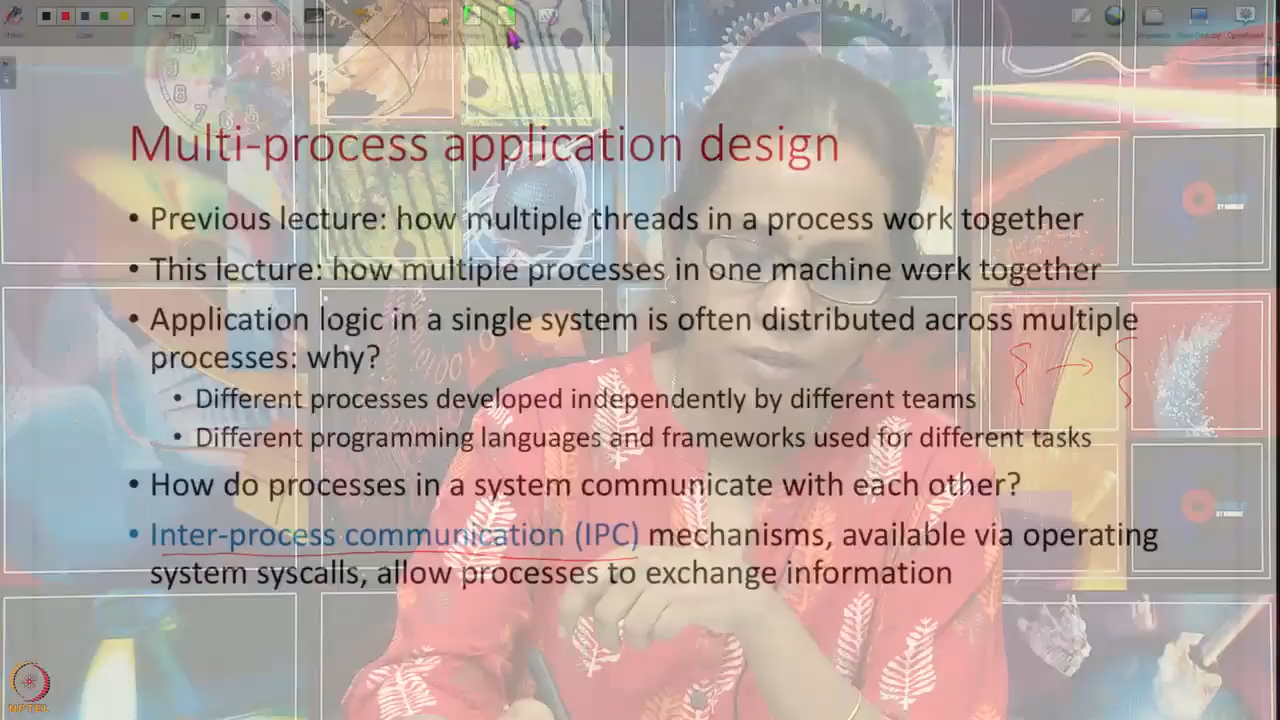 Multi-process application design
• Previous lecture: how multiple threads in a process work together
• This lecture: how multiple processes in one machine work together
• Application logic in a single system is often distributed across multiple
processes: why?
• Different processes developed independently by different teams
• Different programming languages and frameworks used for different tasks
• How do processes in a system communicate with each other?
• Inter-process communication (IPC) mechanisms, available via operating
system syscalls, allow processes to exchange information
NPTEL